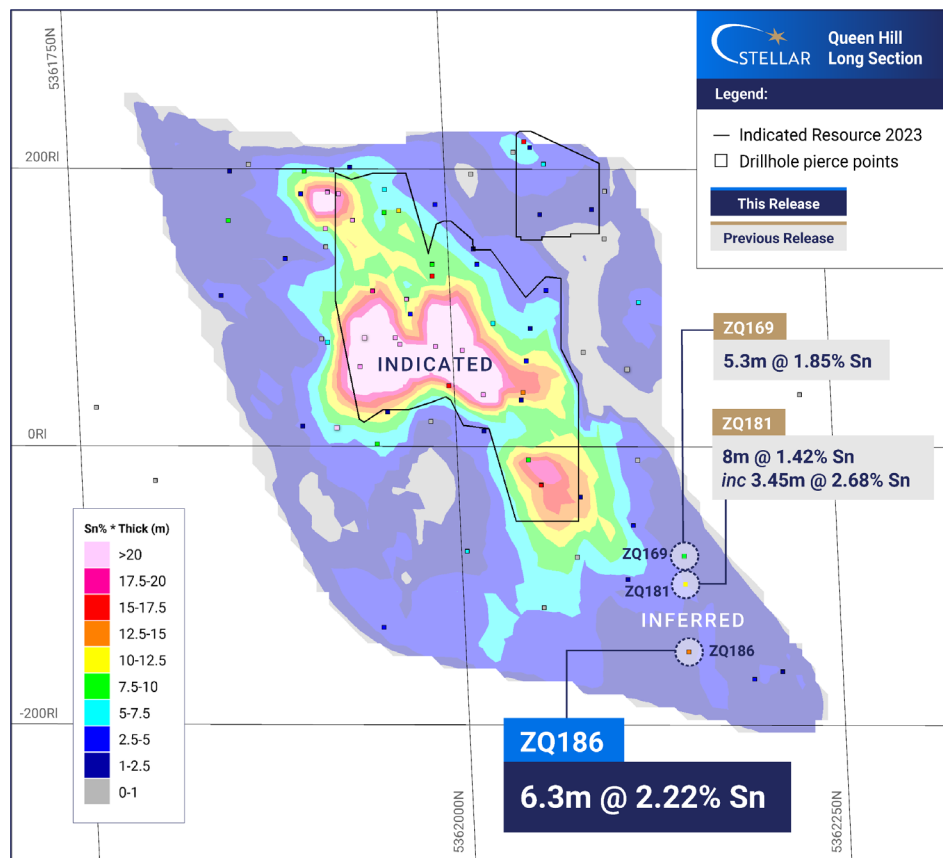 STELLAR
Queen Hill
Long Section
Legend:
Indicated Resource 2023
Drillhole pierce points
This Release
Previous Release
5361750N
200Rl
ZQ169
5.3m @ 1.85% Sn
INDICATED
ZQ181
8m @ 1.42% Sn
inc 3.45m @ 2.68% Sn
0Rl
Sn% * Thick (m)
>20
17.5-20
15-17.5
12.5-15
10-12.5
7.5-10
5-7.5
2.5-5
1-2.5
0-1
ZQ169
ZQ181
INFERRED
ZQ186
-200Rl
ZQ186
6.3m @ 2.22% Sn
5362000N
5362250N